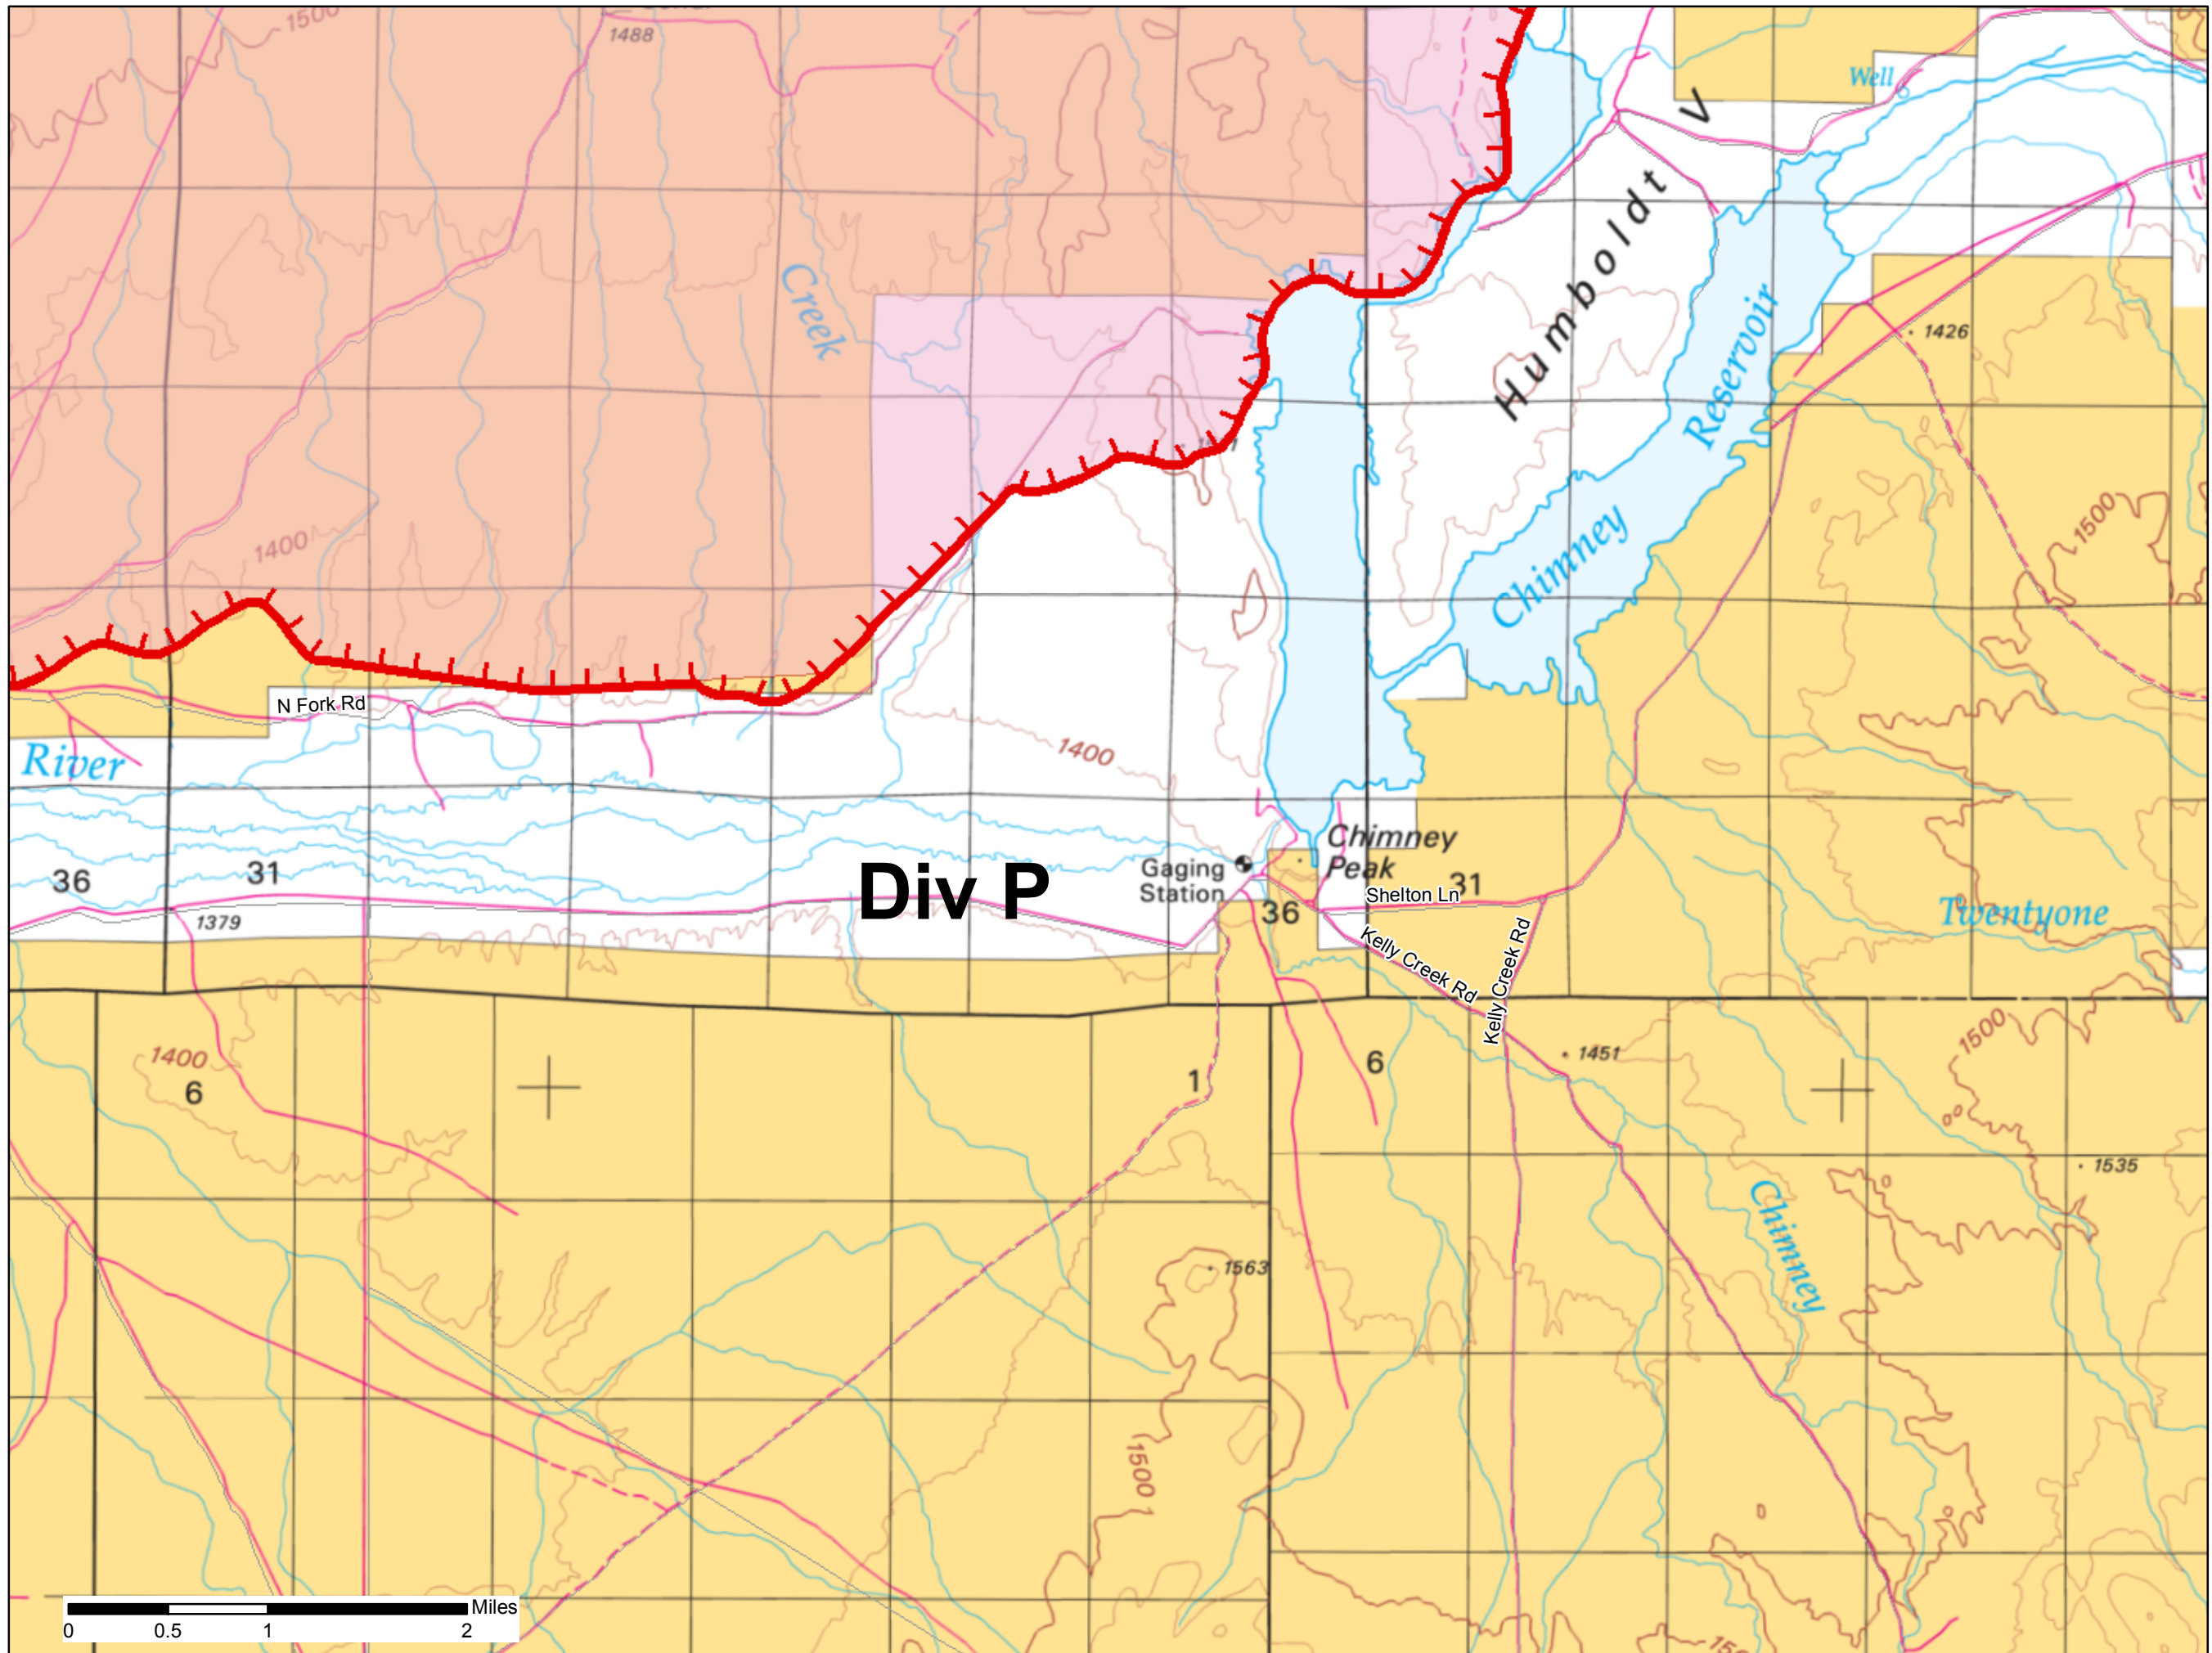 1500
1488
Well
V
Humboldt
Creek
Reservoir
1426
1500
1400
Chimney
N Fork Rd
River
1400
36
31
1379
Div P
Gaging
Station
Chimney
Peak
36
31
Shelton Ln
Kelly Creek Rd
Kelly Creek Rd
Twentyone
1400
6
1
6
1451
1500
1535
Chimney
1563
1500
Miles
0 0.5 1 2